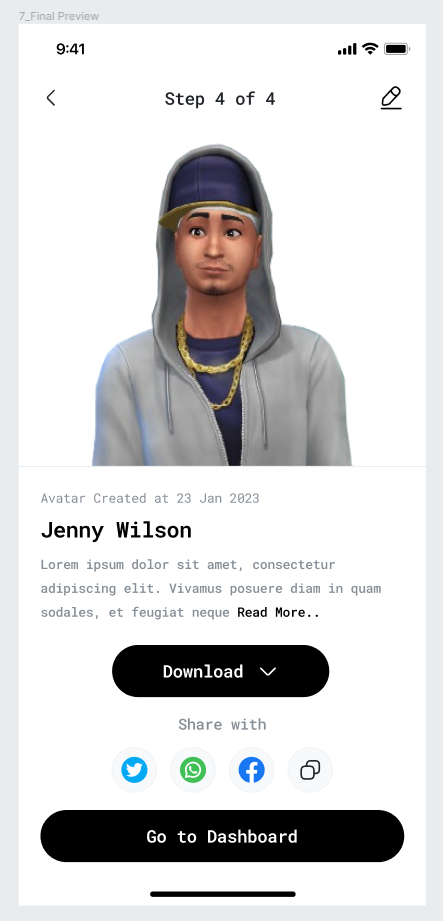 7_Final Preview
9:41
Step 4 of 4
Avatar Created at 23 Jan 2023
Jenny Wilson
Lorem ipsum dolor sit amet, consectetur
adipiscing elit. Vivamus posuere diam in quam
sodales, et feugiat neque Read More..
Download
Share with
Go to Dashboard